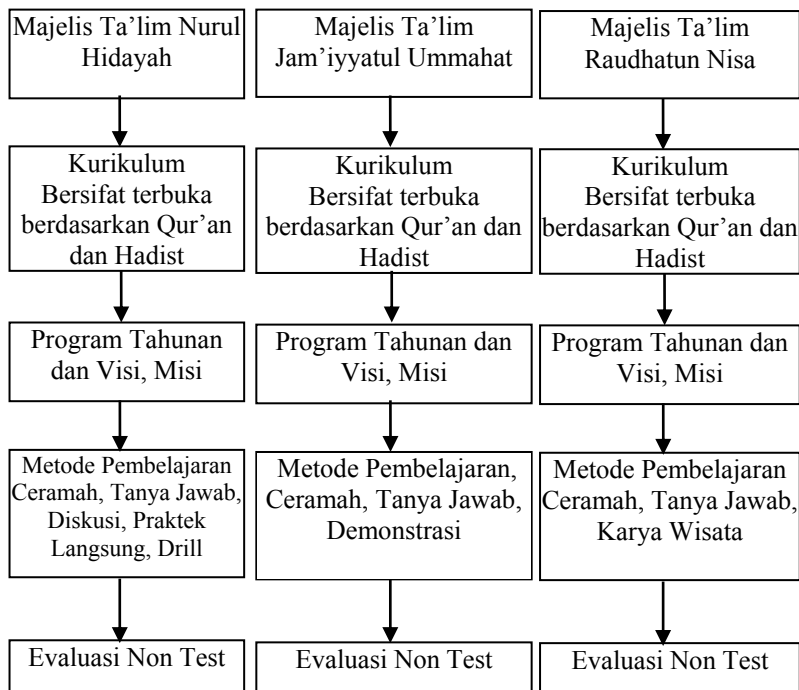 Majelis Ta’lim Nurul
Hidayah
Majelis Ta’lim
Jam’iyyatul Ummahat
Majelis Ta’lim
Raudhatun Nisa
Kurikulum
Bersifat terbuka
berdasarkan Qur’an
dan Hadist
Kurikulum
Bersifat terbuka
berdasarkan Qur’an dan
Hadist
Kurikulum
Bersifat terbuka
berdasarkan Qur’an dan
Hadist
Program Tahunan
dan Visi, Misi
Program Tahunan dan
Visi, Misi
Program Tahunan dan
Visi, Misi
Metode Pembelajaran
Ceramah, Tanya Jawab,
Diskusi, Praktek
Langsung, Drill
Metode Pembelajaran,
Ceramah, Tanya Jawab,
Demonstrasi
Metode Pembelajaran
Ceramah, Tanya Jawab,
Karya Wisata
Evaluasi Non Test
Evaluasi Non Test
Evaluasi Non Test